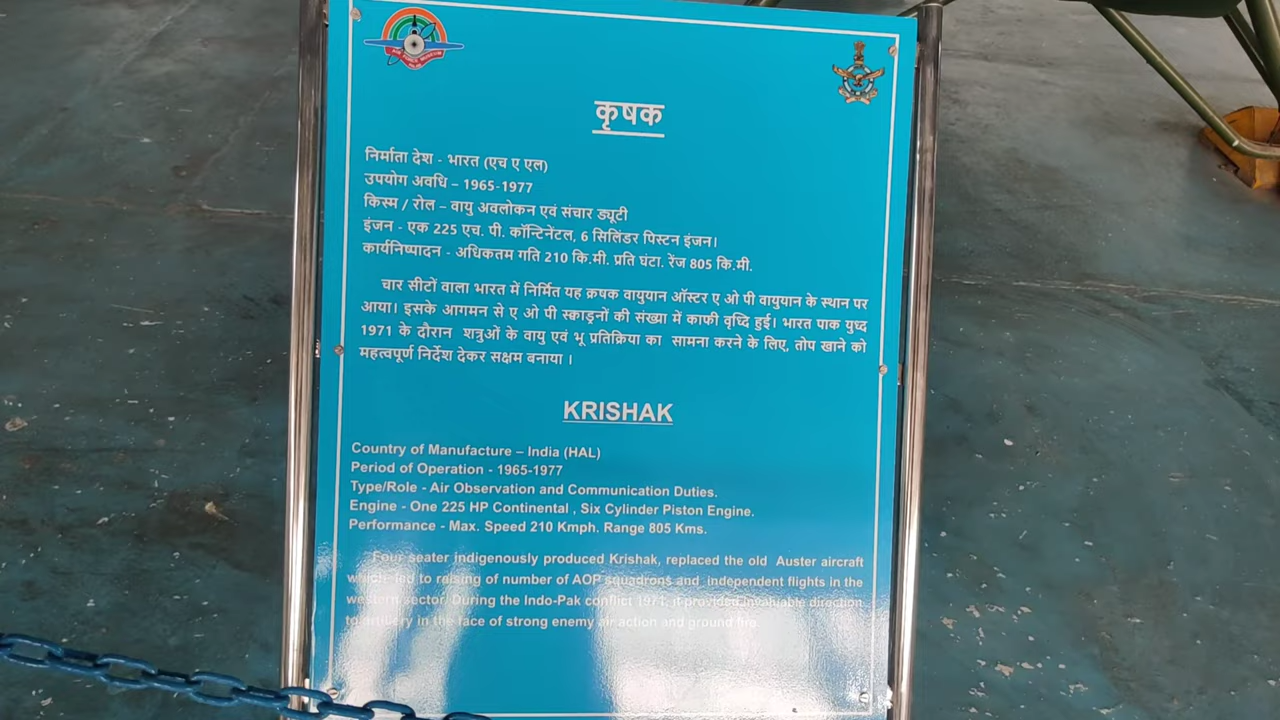 कृषक
निर्माता देश - भारत (एच ए एल)
उपयोग अवधि – 1965-1977
किस्म / रोल – वायु अवलोकन एवं संचार ड्यूटी
इंजन - एक 225 एच. पी. कॉन्टिनेंटल, 6 सिलिंडर पिस्टन इंजन।
कार्यनिष्पादन - अधिकतम गति 210 कि.मी. प्रति घंटा. रेंज 805 कि.मी.
चार सीटों वाला भारत में निर्मित यह क्रषक वायुयान ऑस्टर ए ओ पी वायुयान के स्थान पर
आया। इसके आगमन से ए ओ पी स्क्वाड्रनों की संख्या में काफी वृध्दि हुई। भारत पाक युध्द
1971 के दौरान शत्रुओं के वायु एवं भू प्रतिक्रिया का सामना करने के लिए, तोप खाने को
महत्वपूर्ण निर्देश देकर सक्षम बनाया ।
KRISHAK
Country of Manufacture – India (HAL)
Period of Operation - 1965-1977
Type/Role - Air Observation and Communication Duties.
Engine - One 225 HP Continental , Six Cylinder Piston Engine.
Performance - Max. Speed 210 Kmph. Range 805 Kms.
Four seater indigenously produced Krishak, replaced the old Auster aircraft
which led to raising of number of AOP squadrons and independent flights in the
western sector. During the Indo-Pak conflict 1971, it provided invaluable direction
to artillery in the face of strong enemy air action and ground fire.